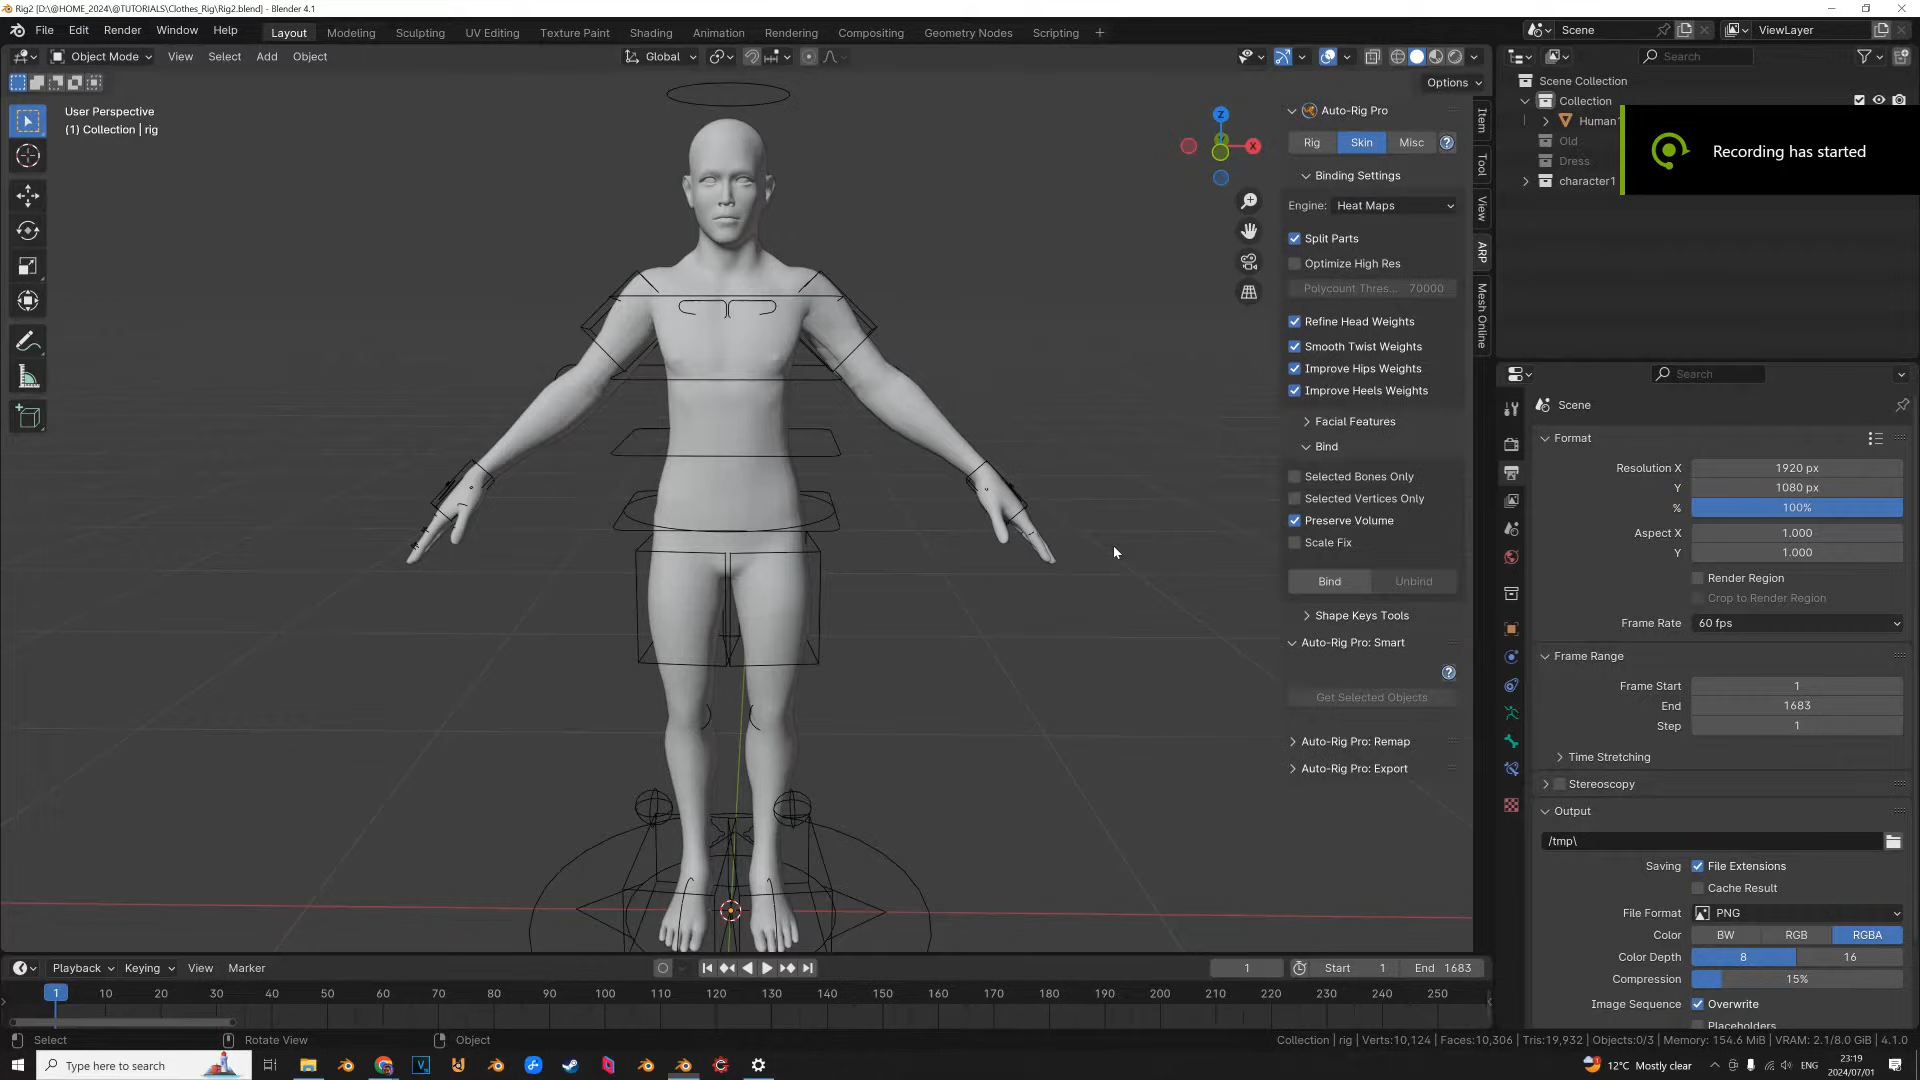 Rig2 [D:\@HOME_2024\@TUTORIALS\Clothes_Rig\Rig2.blend] - Blender 4.1
File Edit Render Window Help Layout Modeling Sculpting UV Editing Texture Paint Shading Animation Rendering Compositing Geometry Nodes Scripting Scene ViewLayer
Object Mode View Select Add Object Global Search
Options
User Perspective
(1) Collection | rig
Z
X
Auto-Rig Pro
Rig Skin Misc
Binding Settings
Engine: Heat Maps
Split Parts
Optimize High Res
Polycount Thres... 70000
Refine Head Weights
Smooth Twist Weights
Improve Hips Weights
Improve Heels Weights
Facial Features
Bind
Selected Bones Only
Selected Vertices Only
Preserve Volume
Scale Fix
Bind Unbind
Shape Keys Tools
Auto-Rig Pro: Smart
Get Selected Objects
Auto-Rig Pro: Remap
Auto-Rig Pro: Export
Item
Tool
View
ARP
Mesh Online
Scene Collection
Collection
Human
Old
Dress
character1
Recording has started
Search
Scene
Format
Resolution X 1920 px
Y 1080 px
% 100%
Aspect X 1.000
Y 1.000
Render Region
Crop to Render Region
Frame Rate 60 fps
Frame Range
Frame Start 1
End 1683
Step 1
Time Stretching
Stereoscopy
Output
/tmp\
Saving File Extensions
Cache Result
File Format PNG
Color BW RGB RGBA
Color Depth 8 16
Compression 15%
Image Sequence Overwrite
Placeholders
Playback Keying View Marker 1 Start 1 End 1683
1 10 20 30 40 50 60 70 80 90 100 110 120 130 140 150 160 170 180 190 200 210 220 230 240 250
Select Rotate View Object Collection | rig | Verts:10,124 | Faces:10,306 | Tris:19,932 | Objects:0/3 | Memory: 154.6 MiB | VRAM: 2.1/8.0 GiB | 4.1.0
Type here to search 12°C Mostly clear ENG 23:19
2024/07/01